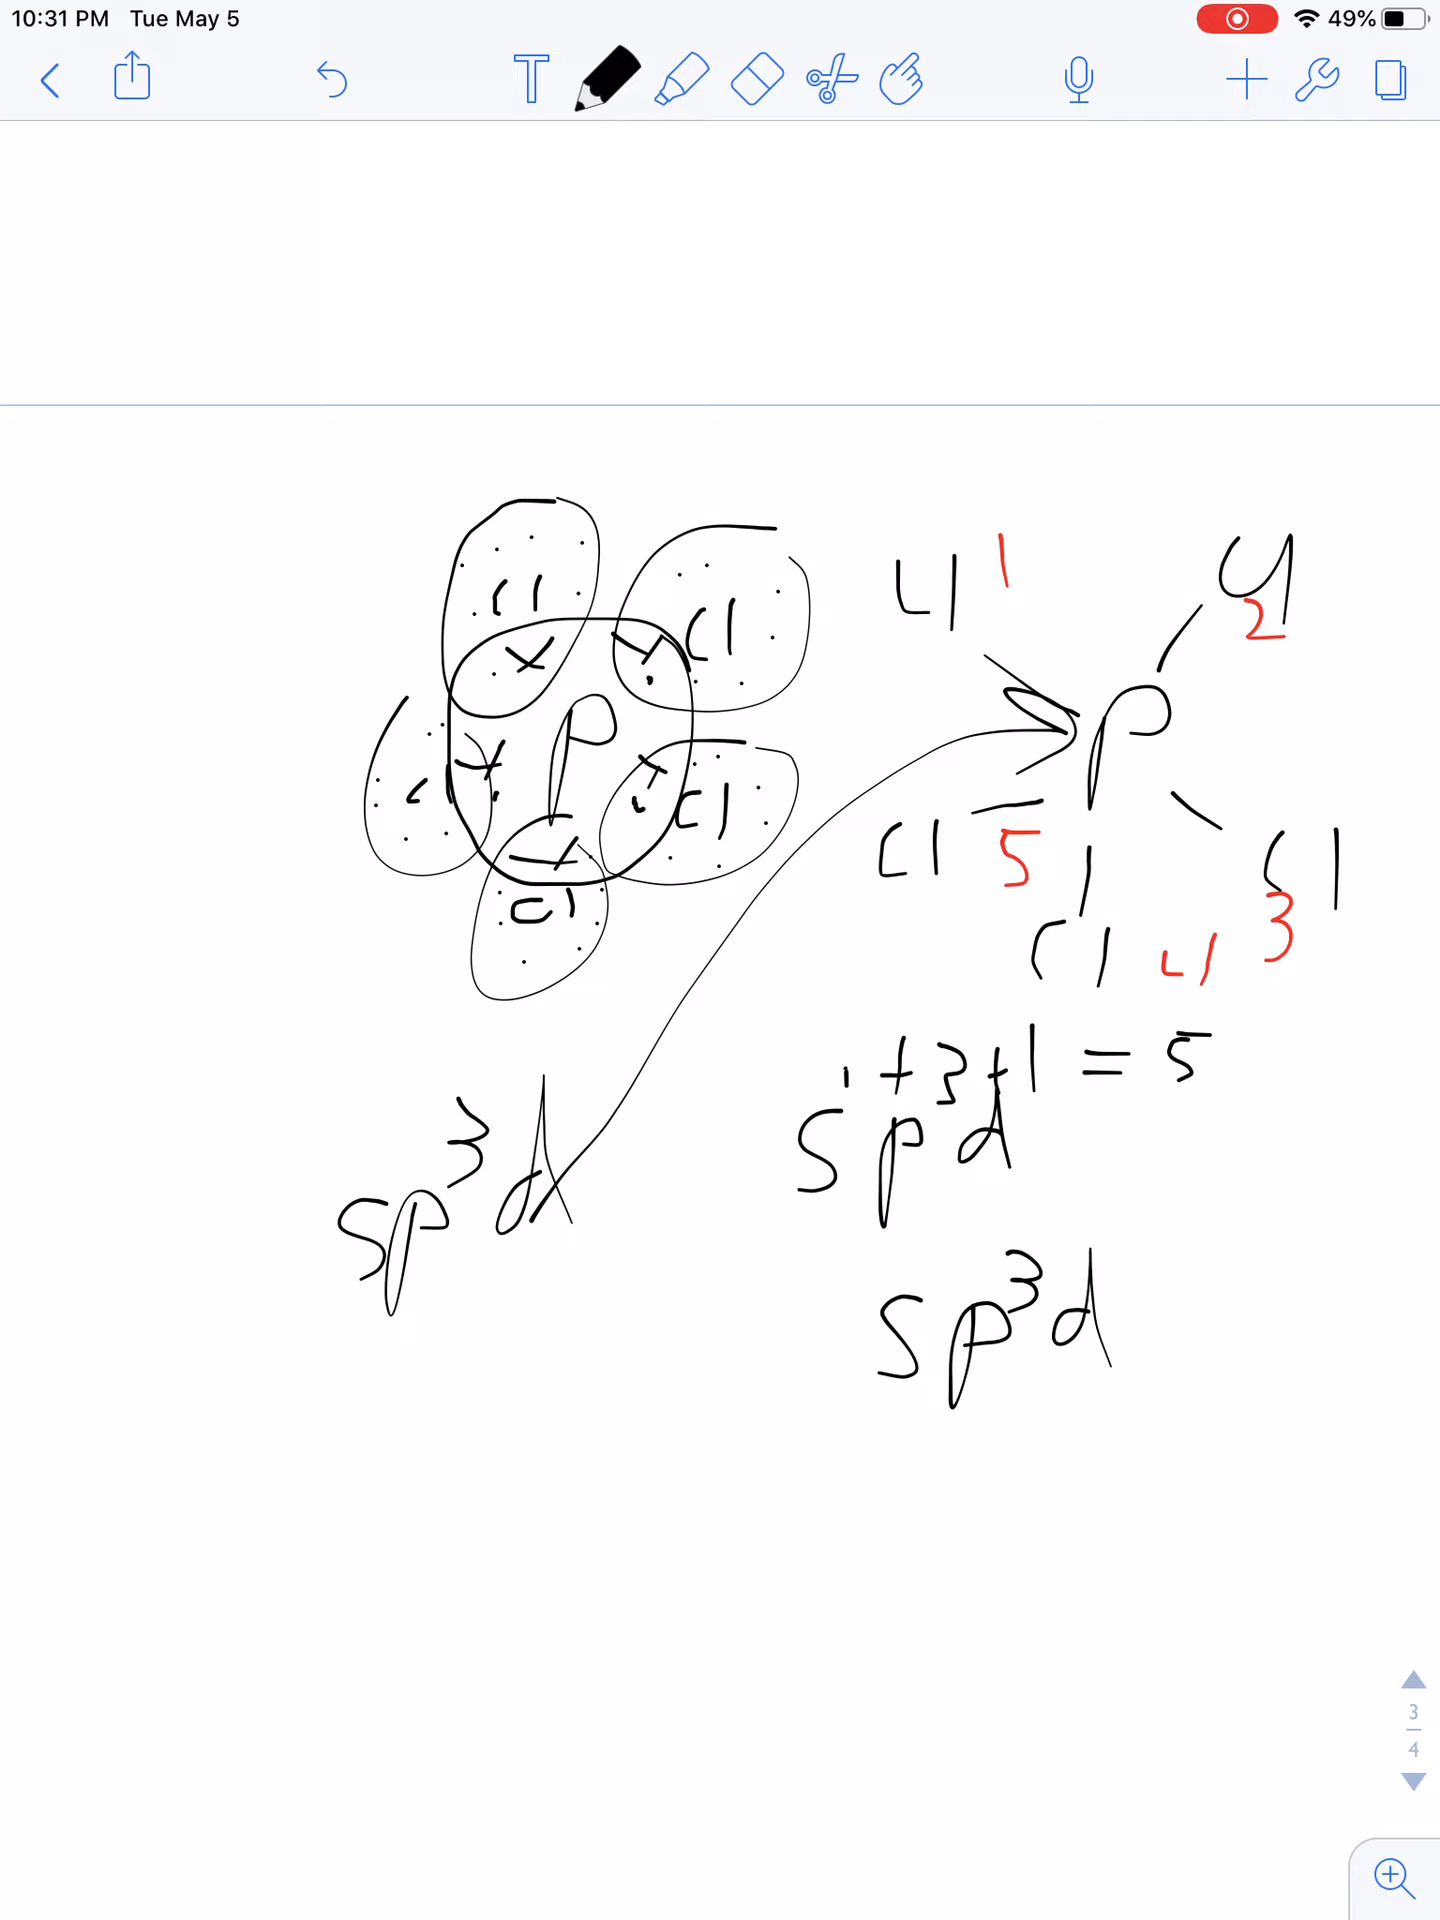 10:31 PM Tue May 5 49%
T
Cl Cl
P
Cl Cl
Cl
Cl 1 Cl 2
P
Cl 5 Cl 3
Cl 4
1 + 3 + 1 = 5
s p d
sp³d
sp³d
3
4